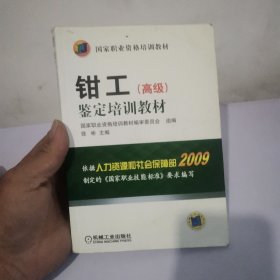 国家职业资格培训教材
钳工（高级）
鉴定培训教材
国家职业资格培训教材编审委员会 组编
主编
依据人力资源和社会保障部2009
制定的《国家职业技能标准》要求编写
机械工业出版社